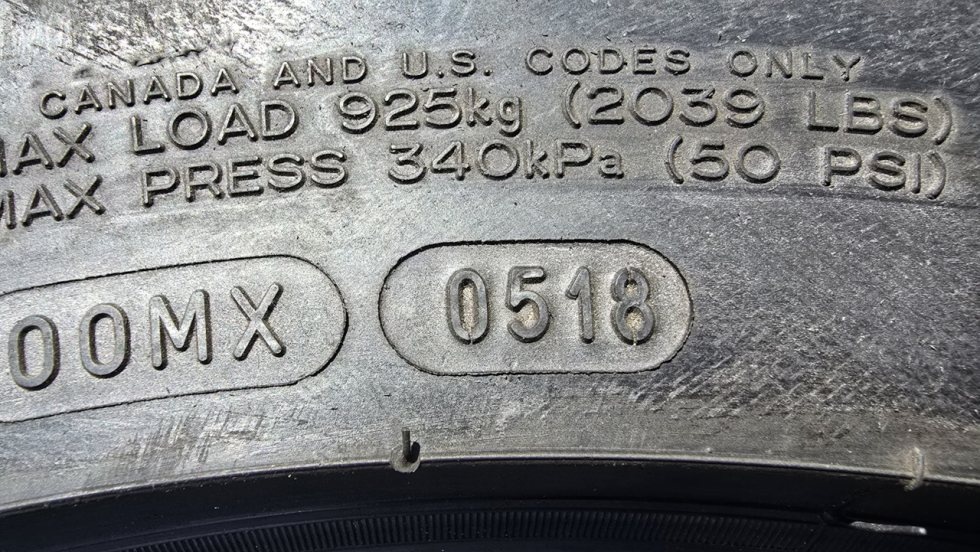 CANADA AND U.S. CODES ONLY
MAX LOAD 925kg (2039 LBS)
MAX PRESS 340kPa (50 PSI)
00MX 0518